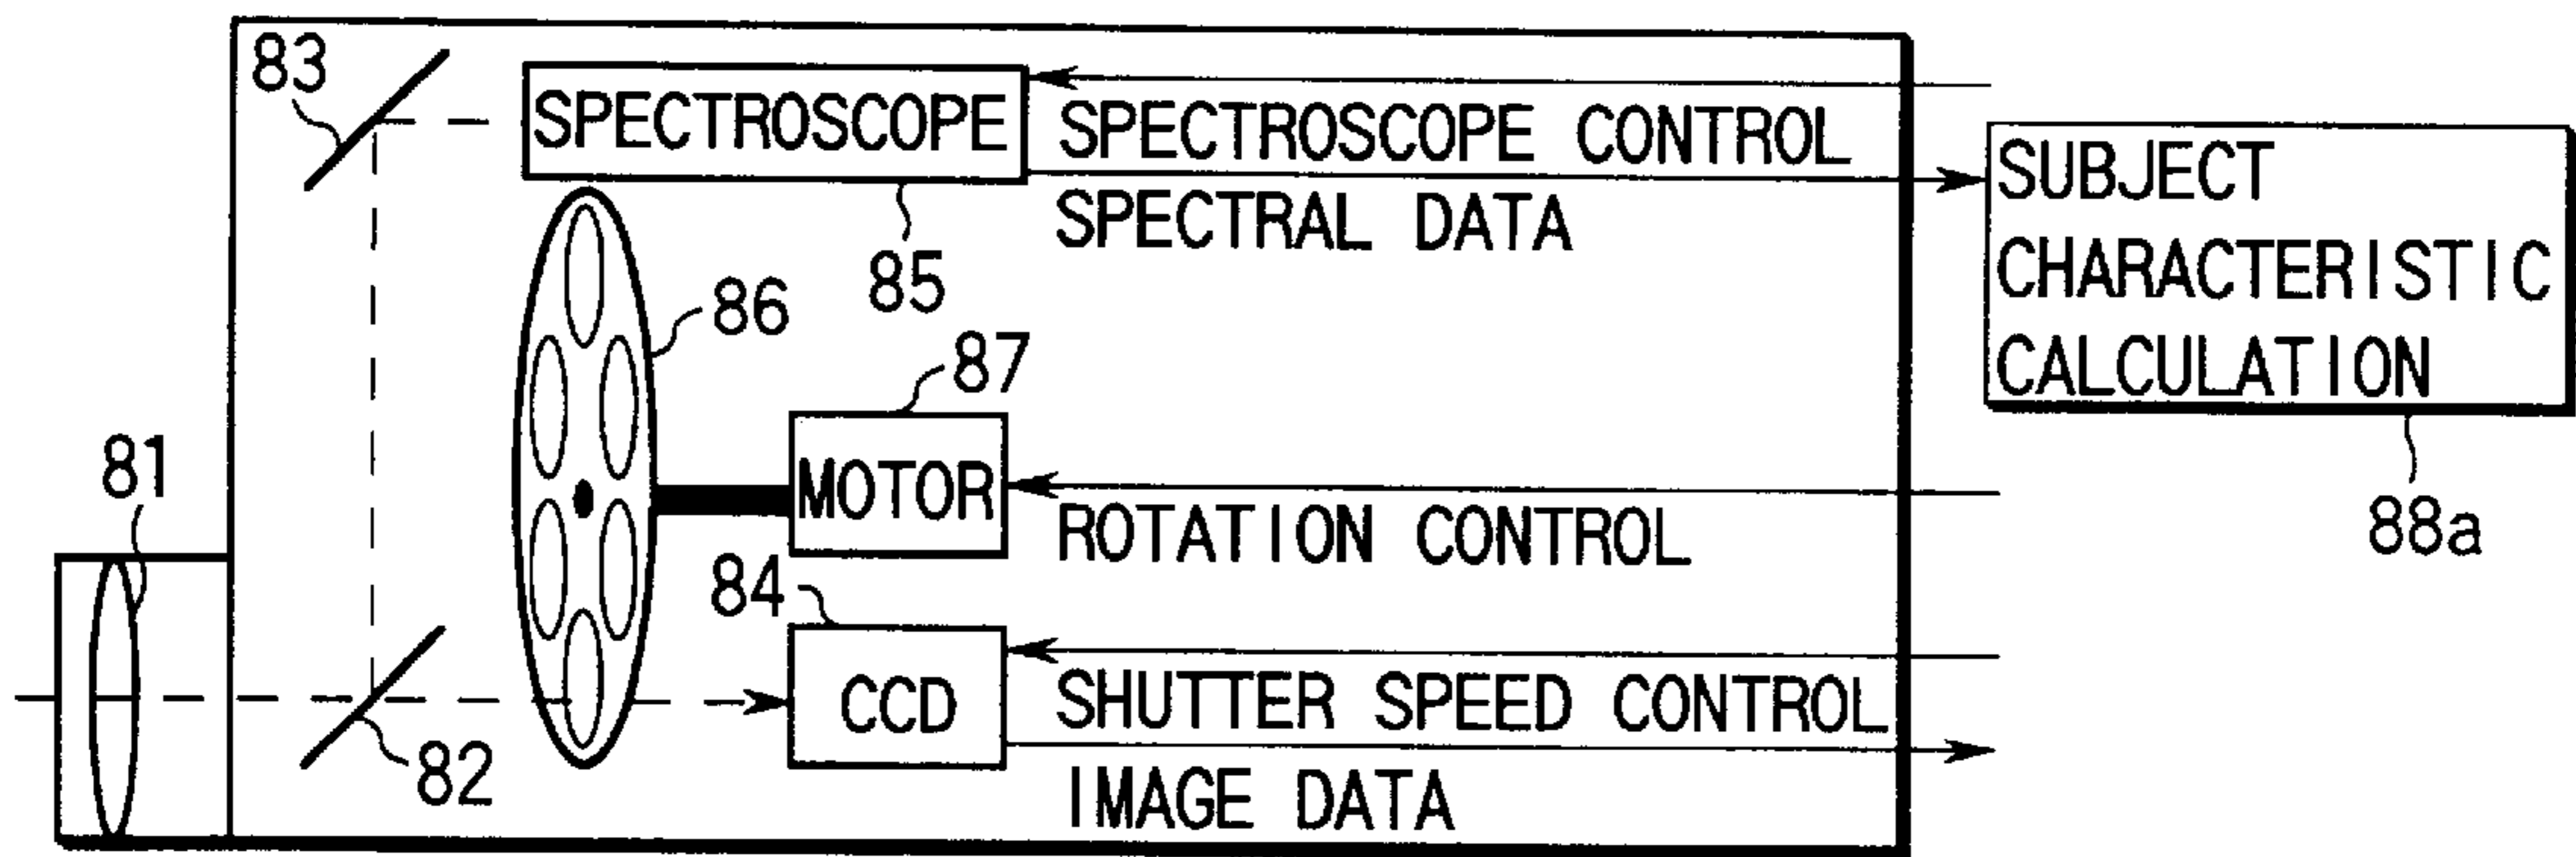 83
SPECTROSCOPE
SPECTROSCOPE CONTROL
SPECTRAL DATA
85
SUBJECT
CHARACTERISTIC
CALCULATION
88a
86
87
MOTOR
ROTATION CONTROL
81
84
CCD
SHUTTER SPEED CONTROL
IMAGE DATA
82